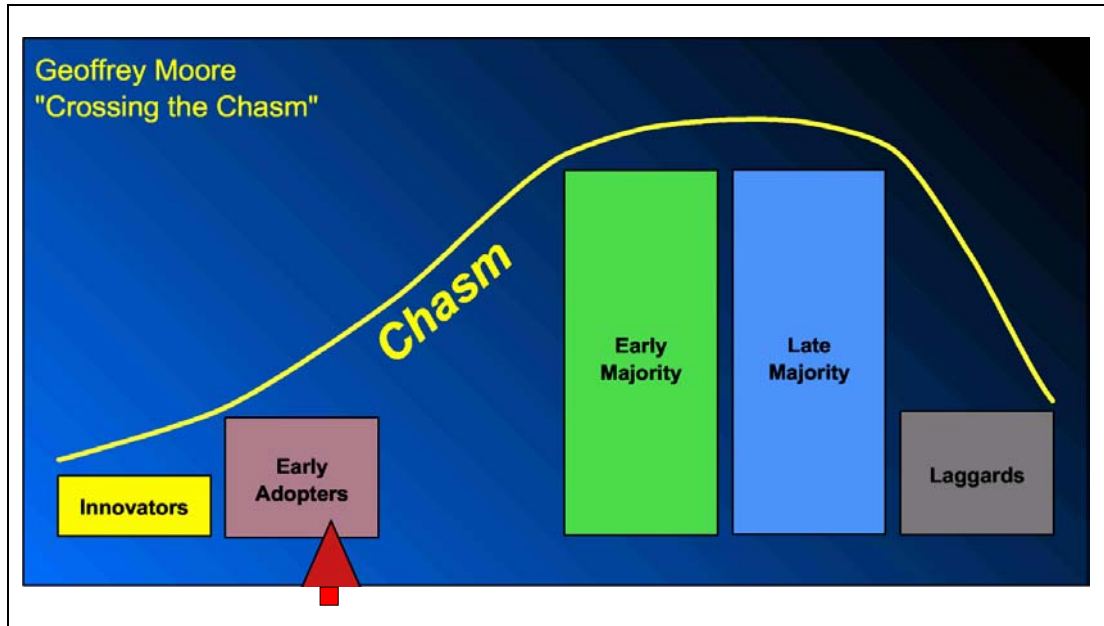 Geoffrey Moore
"Crossing the Chasm"
Chasm
Innovators
Early
Adopters
Early
Majority
Late
Majority
Laggards